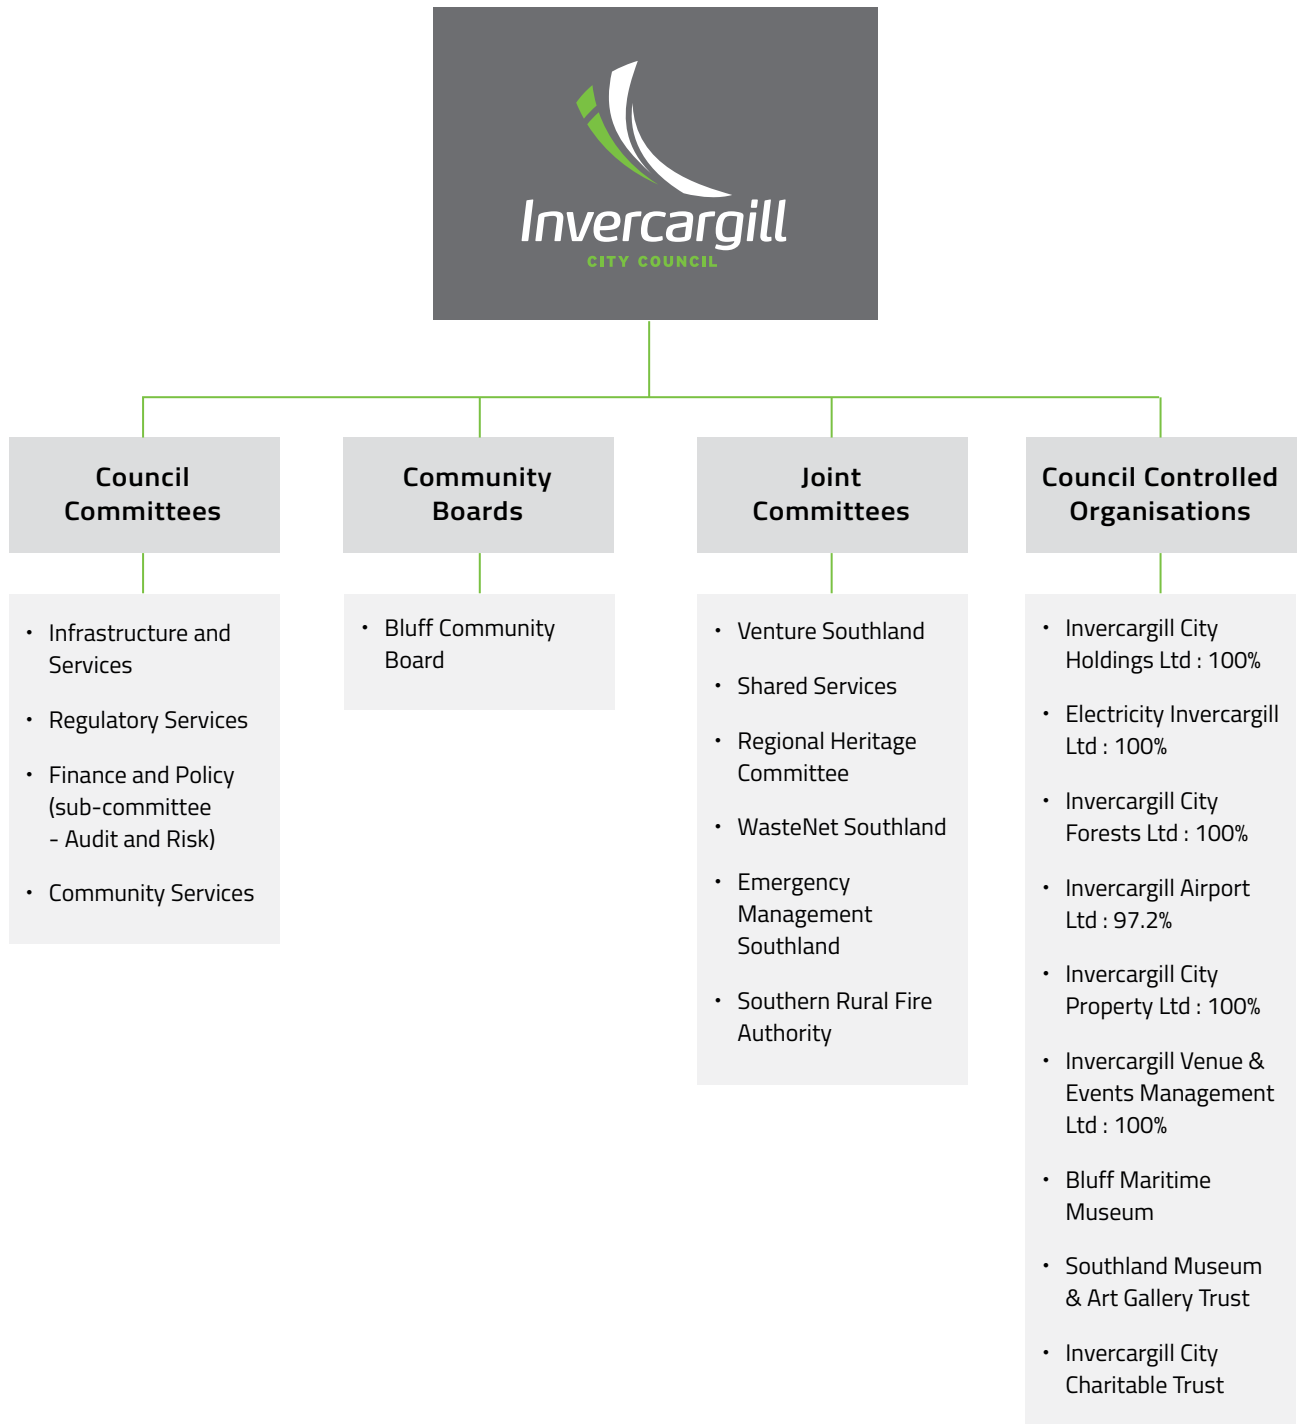 Invercargill
CITY COUNCIL
Council
Committees
• Infrastructure and
Services
• Regulatory Services
• Finance and Policy
(sub-committee
- Audit and Risk)
• Community Services
Community
Boards
• Bluff Community
Board
Joint
Committees
• Venture Southland
• Shared Services
• Regional Heritage
Committee
• WasteNet Southland
• Emergency
Management
Southland
• Southern Rural Fire
Authority
Council Controlled
Organisations
• Invercargill City
Holdings Ltd : 100%
• Electricity Invercargill
Ltd : 100%
• Invercargill City
Forests Ltd : 100%
• Invercargill Airport
Ltd : 97.2%
• Invercargill City
Property Ltd : 100%
• Invercargill Venue &
Events Management
Ltd : 100%
• Bluff Maritime
Museum
• Southland Museum
& Art Gallery Trust
• Invercargill City
Charitable Trust